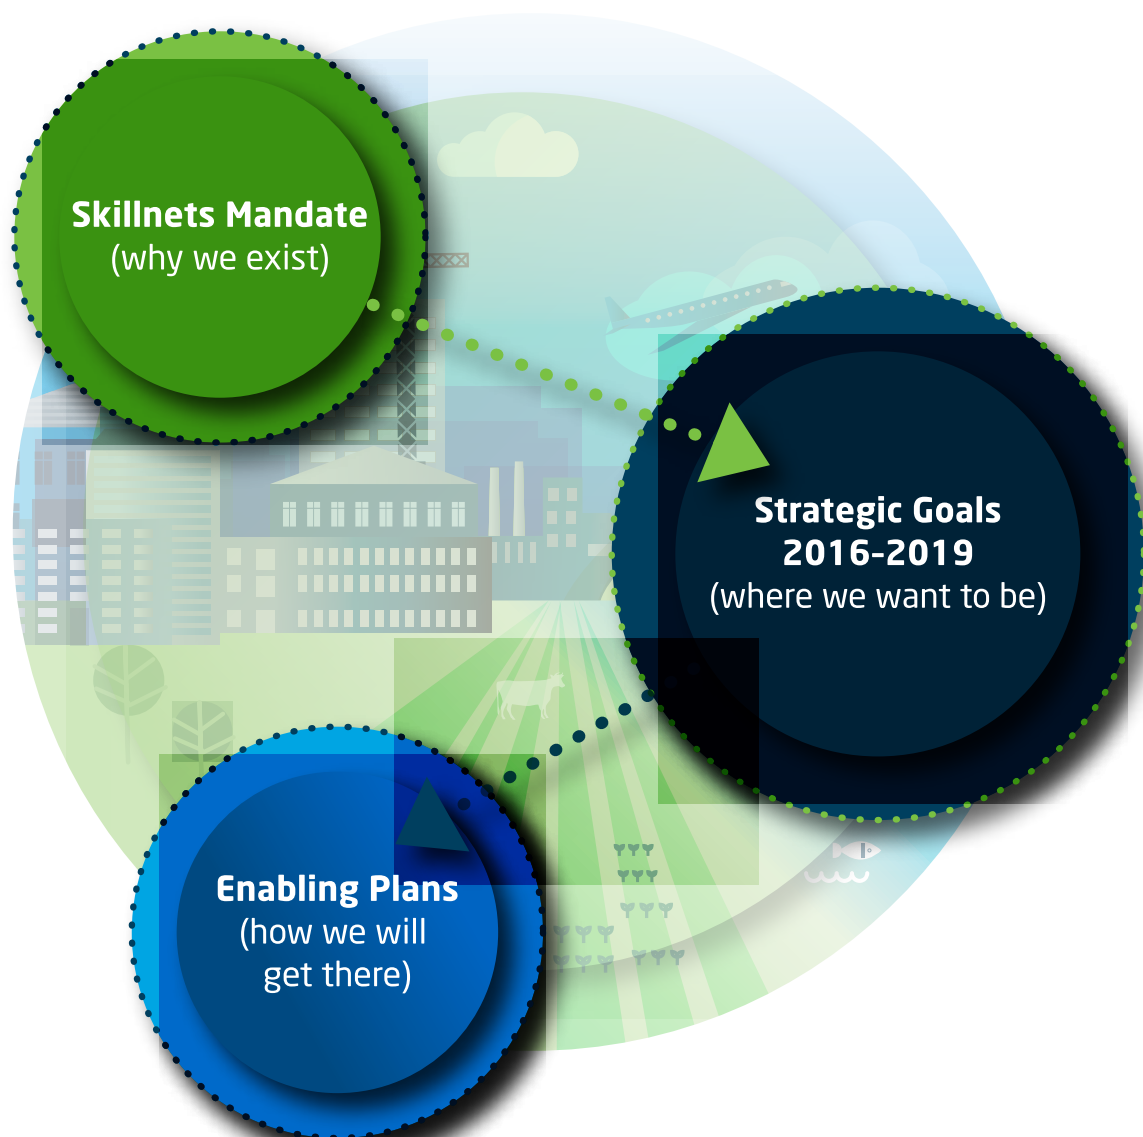 Skillnets Mandate
(why we exist)
Strategic Goals
2016-2019
(where we want to be)
Enabling Plans
(how we will
get there)